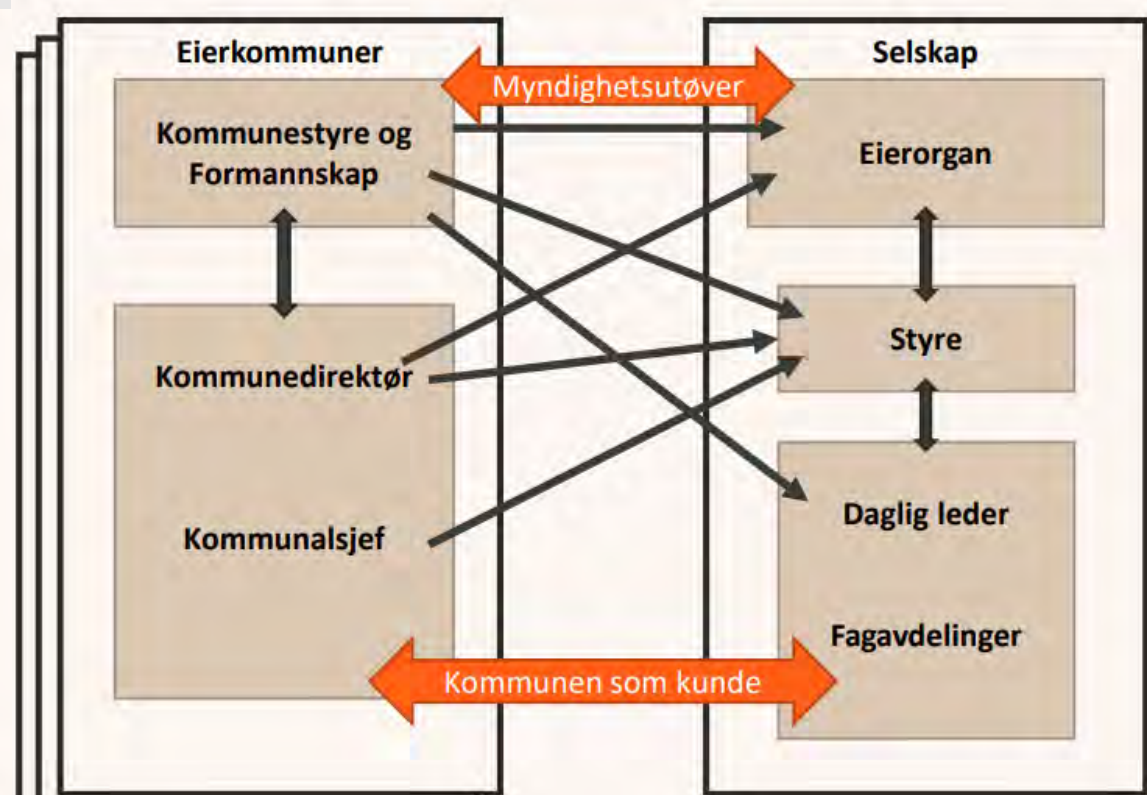 Eierkommuner
Kommunestyre og
Formannskap
Kommunedirektør
Kommunalsjef
Myndighetsutøver
Kommunen som kunde
Selskap
Eierorgan
Styre
Daglig leder
Fagavdelinger